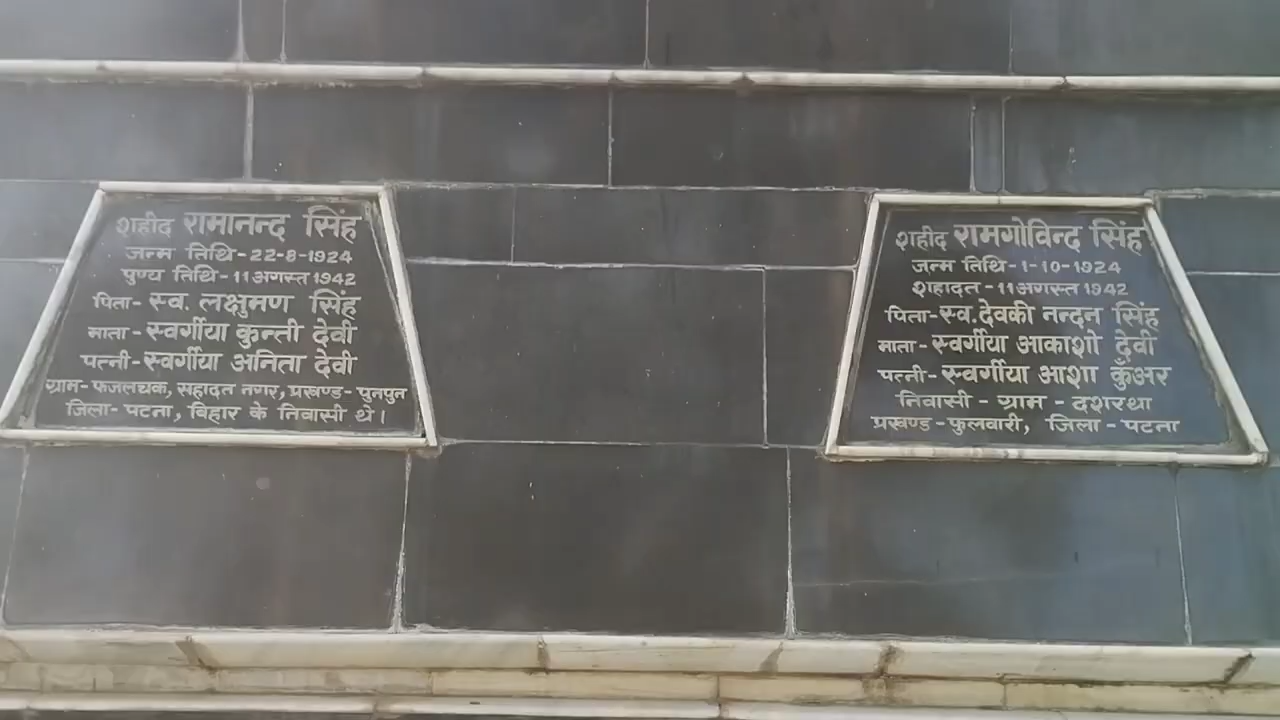 शहीद रामानन्द सिंह
जन्म तिथि-22-8-1924
पुण्य तिथि-11 अगस्त 1942
पिता-स्व. लक्षुमण सिंह
माता-स्वर्गीया कुन्ती देवी
पत्नी-स्वर्गीया अनिता देवी
ग्राम-फजलचक, सहादत नगर, प्रखण्ड-पुनपुन
जिला-पटना, बिहार के निवासी थे।
शहीद रामगोविन्द सिंह
जन्म तिथि-1-10-1924
शहादत-11 अगस्त 1942
पिता-स्व. देवकी नन्दन सिंह
माता-स्वर्गीया आकाशो देवी
पत्नी-स्वर्गीया आशा कुँअर
निवासी - ग्राम - दशरथा
प्रखण्ड-फुलवारी, जिला-पटना